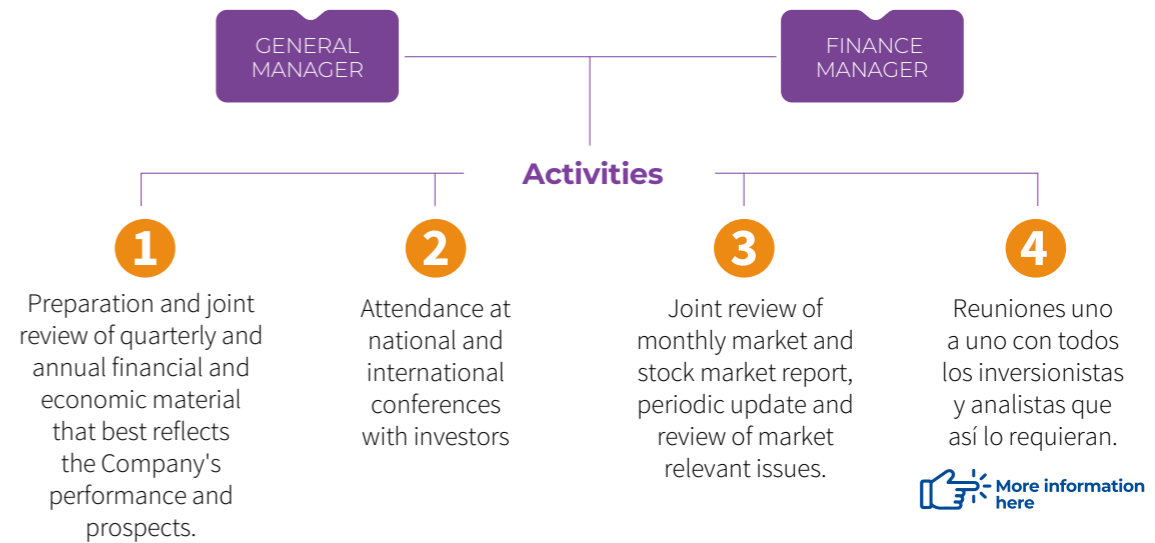 GENERAL
MANAGER
FINANCE
MANAGER
Activities
1
Preparation and joint
review of quarterly and
annual financial and
economic material
that best reflects
the Company's
performance and
prospects.
2
Attendance at
national and
international
conferences
with investors
3
Joint review of
monthly market and
stock market report,
periodic update and
review of market
relevant issues.
4
Reuniones uno
a uno con todos
los inversionistas
y analistas que
así lo requieran.
More information
here